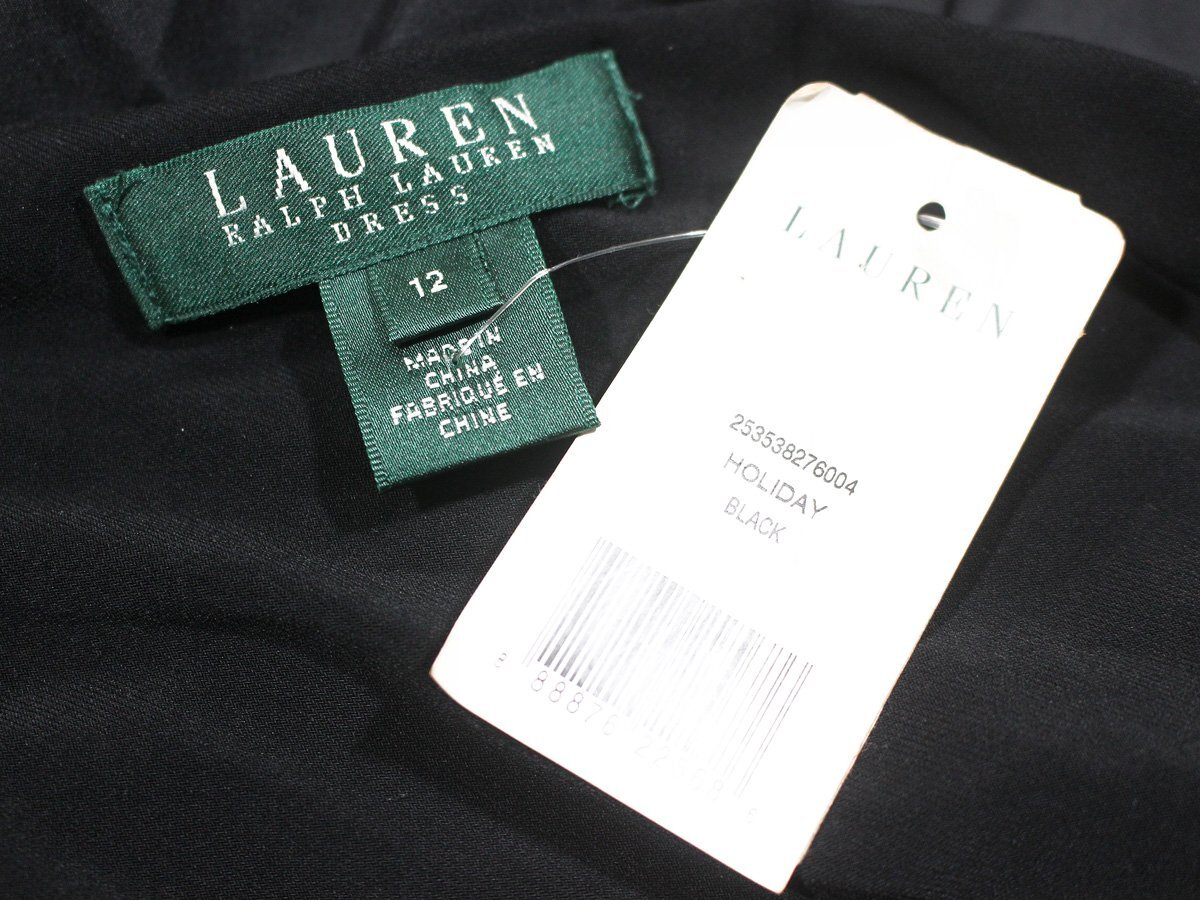 LAUREN
RALPH LAUREN
DRESS
12
MADE IN
CHINA
FABRIQUÉ EN
CHINE
LAUREN
253538276004
HOLIDAY
BLACK